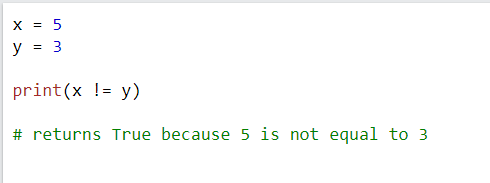 x = 5
y = 3
print(x != y)
# returns True because 5 is not equal to 3